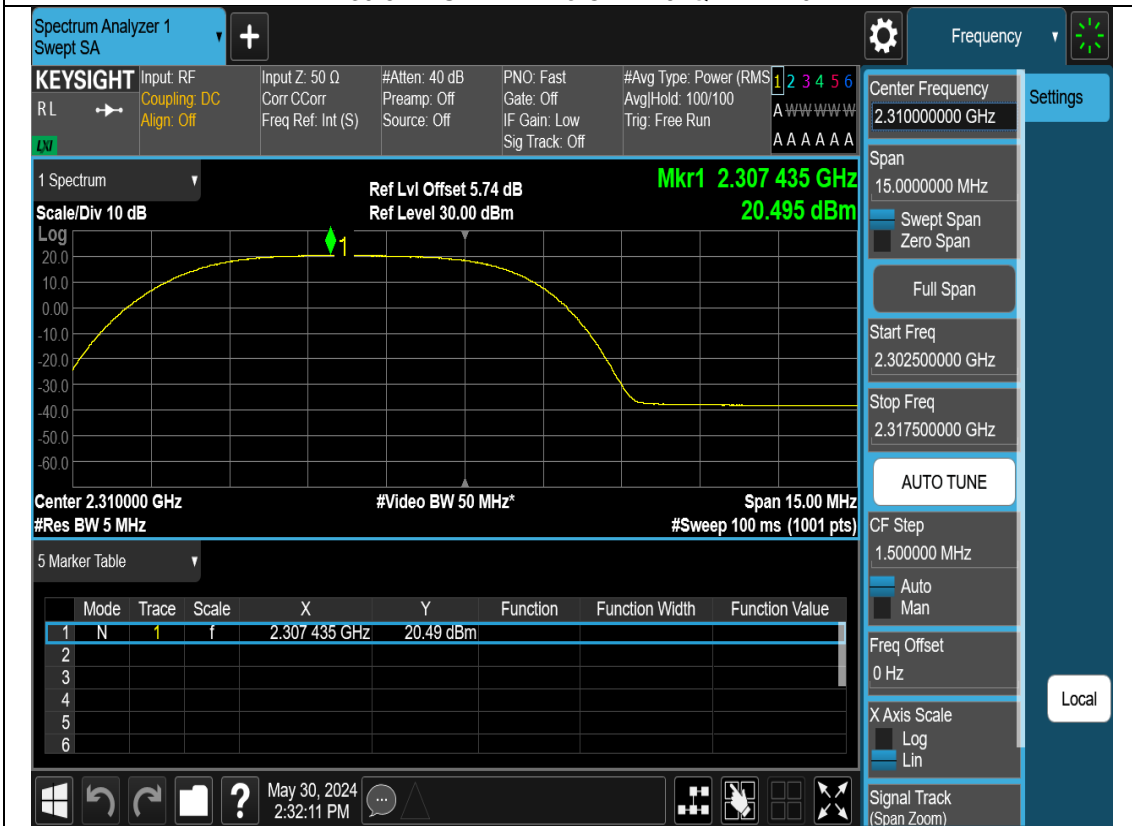 Spectrum Analyzer 1
Swept SA
+
Frequency
KEYSIGHT
RL
LXI
Input: RF
Coupling: DC
Align: Off
Input Z: 50 Ω
Corr CCorr
Freq Ref: Int (S)
#Atten: 40 dB
Preamp: Off
Source: Off
PNO: Fast
Gate: Off
IF Gain: Low
Sig Track: Off
#Avg Type: Power (RMS
Avg|Hold: 100/100
Trig: Free Run
1 2 3 4 5 6
A W W W W W
A A A A A A
1 Spectrum
Scale/Div 10 dB
Log
Ref Lvl Offset 5.74 dB
Ref Level 30.00 dBm
Mkr1 2.307 435 GHz
20.495 dBm
1
20.0
10.0
0.00
-10.0
-20.0
-30.0
-40.0
-50.0
-60.0
Center 2.310000 GHz
#Video BW 50 MHz*
Span 15.00 MHz
#Res BW 5 MHz
#Sweep 100 ms (1001 pts)
5 Marker Table
Mode Trace Scale X Y Function Function Width Function Value
1 N 1 f 2.307 435 GHz 20.49 dBm
2
3
4
5
6
May 30, 2024
2:32:11 PM
?
Center Frequency
2.310000000 GHz
Settings
Span
15.0000000 MHz
Swept Span
Zero Span
Full Span
Start Freq
2.302500000 GHz
Stop Freq
2.317500000 GHz
AUTO TUNE
CF Step
1.500000 MHz
Auto
Man
Freq Offset
0 Hz
Local
X Axis Scale
Log
Lin
Signal Track
(Span Zoom)